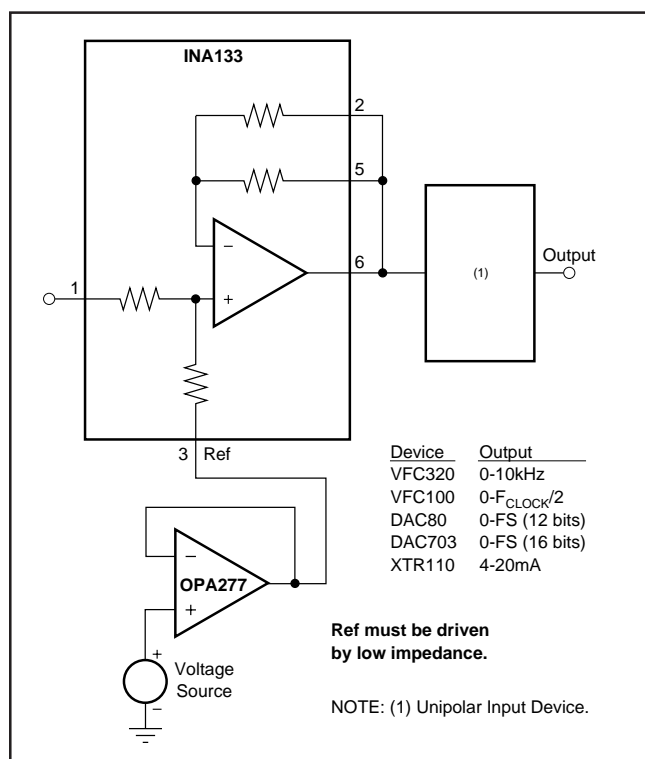 INA133
2
5
−
6
Output
(1)
1
+
3 Ref
Device Output
VFC320 0-10kHz
VFC100 0-F_CLOCK/2
DAC80 0-FS (12 bits)
DAC703 0-FS (16 bits)
XTR110 4-20mA
−
OPA277
+
Ref must be driven
by low impedance.
+
Voltage
Source
−
NOTE: (1) Unipolar Input Device.